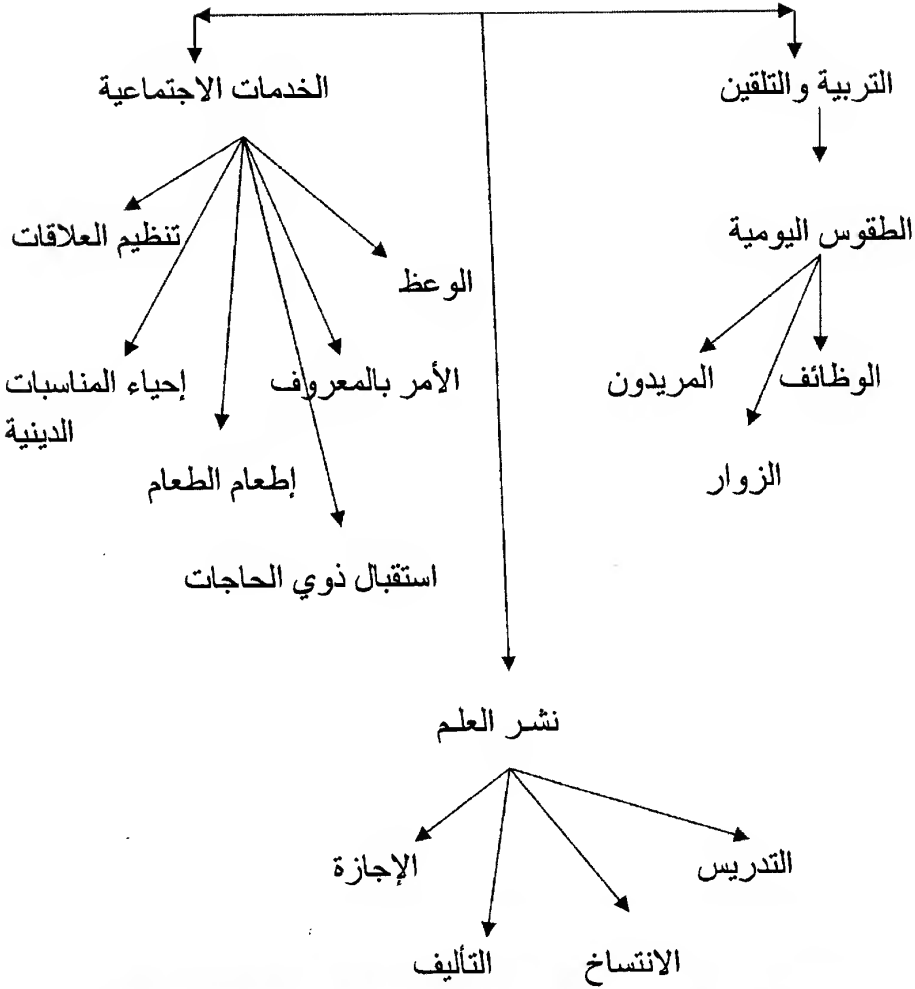 التربية والتلقين
الخدمات الاجتماعية
الطقوس اليومية
تنظيم العلاقات
الوعظ
الوظائف
المريدون
الأمر بالمعروف
إحياء المناسبات
الدينية
الزوار
إطعام الطعام
استقبال ذوي الحاجات
نشر العلم
التدريس
الإجازة
الانتساخ
التأليف